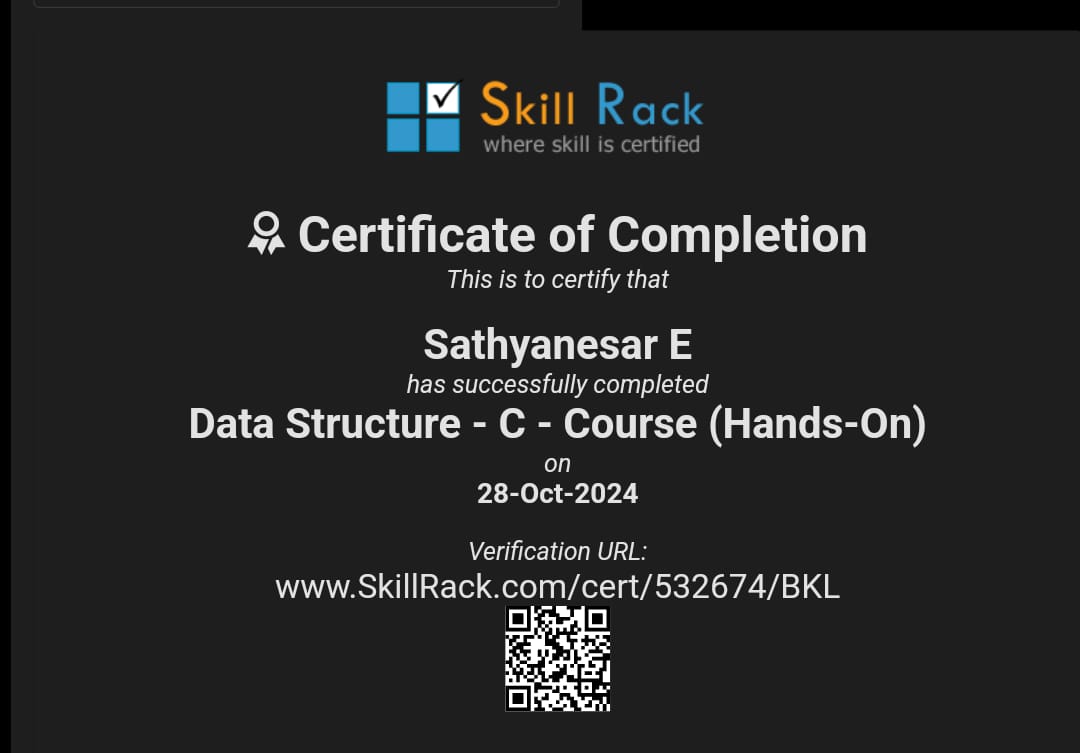 Skill Rack
where skill is certified
Certificate of Completion
This is to certify that
Sathyanesar E
has successfully completed
Data Structure - C - Course (Hands-On)
on
28-Oct-2024
Verification URL:
www.SkillRack.com/cert/532674/BKL